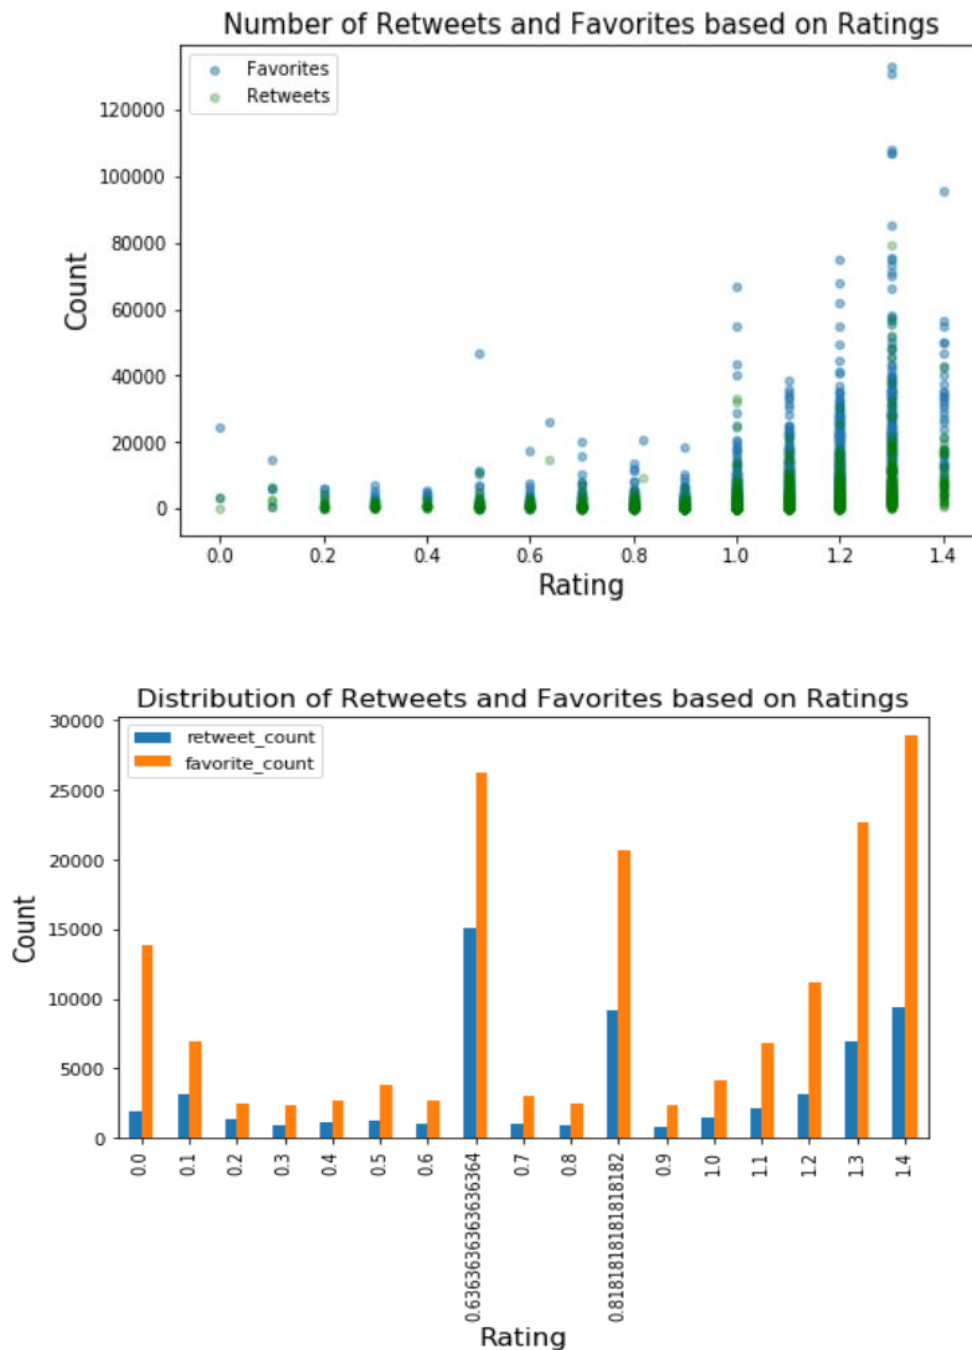 Number of Retweets and Favorites based on Ratings
Favorites
Retweets
120000
100000
80000
60000
40000
20000
0
Count
0.0 0.2 0.4 0.6 0.8 1.0 1.2 1.4
Rating
Distribution of Retweets and Favorites based on Ratings
retweet_count
favorite_count
30000
25000
20000
15000
10000
5000
0
Count
0.0 0.1 0.2 0.3 0.4 0.5 0.6 0.636363636363636364 0.7 0.8 0.818181818181818182 0.9 1.0 1.1 1.2 1.3 1.4
Rating